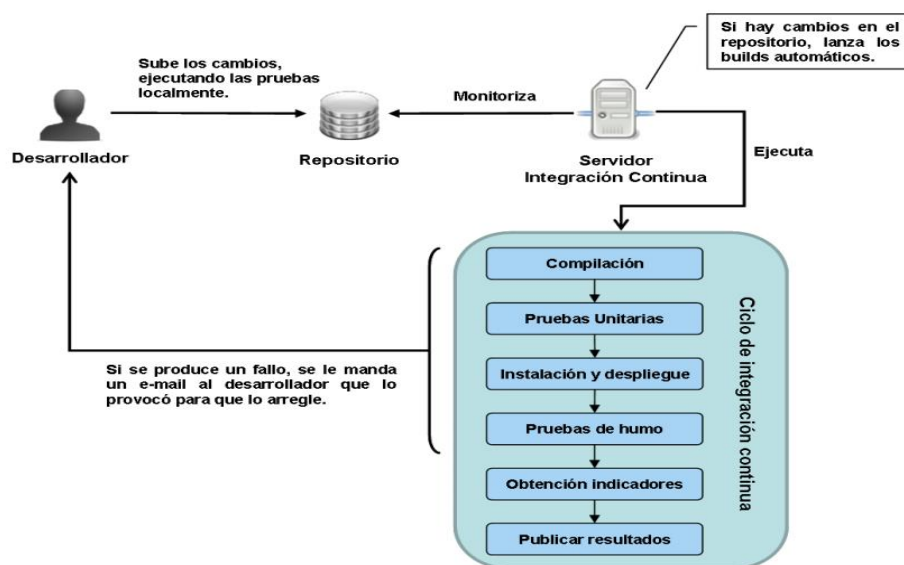 Si hay cambios en el
repositorio, lanza los
builds automáticos.
Sube los cambios,
ejecutando las pruebas
localmente.
Monitoriza
Desarrollador
Repositorio
Servidor
Integración Continua
Ejecuta
Compilación
Pruebas Unitarias
Instalación y despliegue
Pruebas de humo
Obtención indicadores
Publicar resultados
Ciclo de integración continua
Si se produce un fallo, se le manda
un e-mail al desarrollador que lo
provocó para que lo arregle.